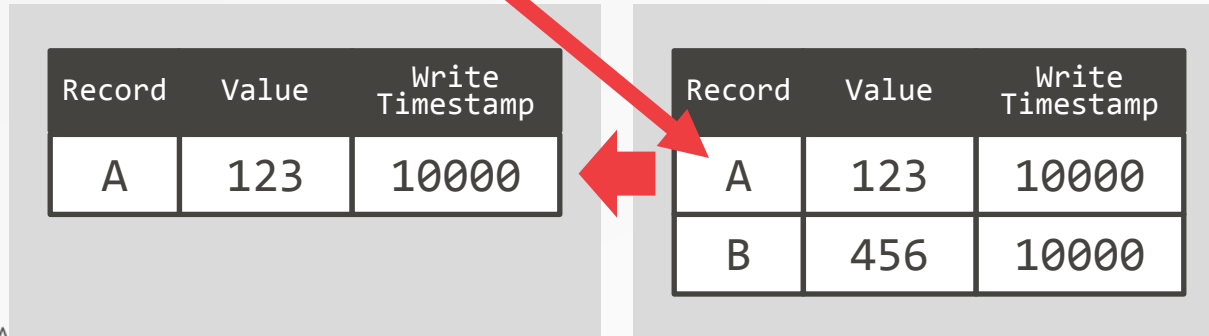 Record Value Write Timestamp
A 123 10000
Record Value Write Timestamp
A 123 10000
B 456 10000